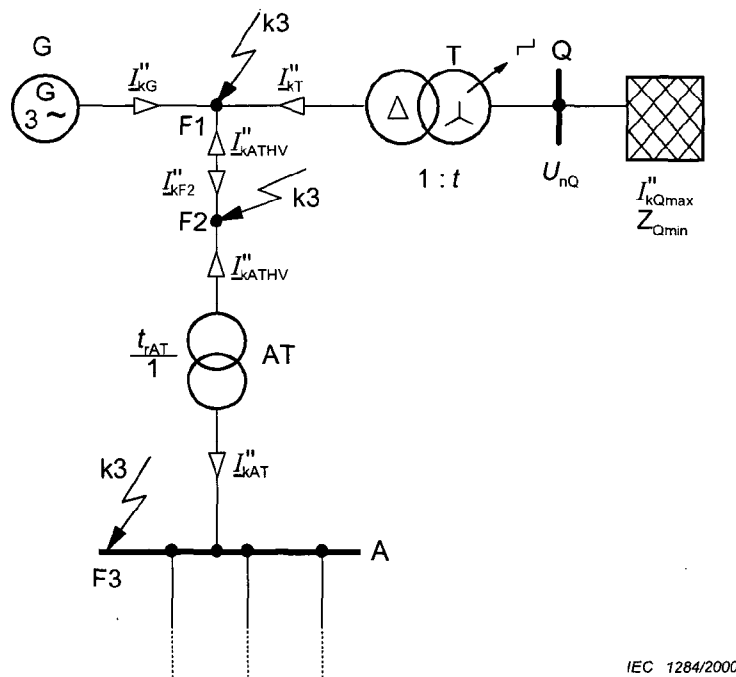 k3
G
G
3 ~
I"kG
F1
I"kT
T
Δ
1 : t
Q
UnQ
I"kQmax
ZQmin
I"kATHV
I"kF2
k3
F2
I"kATHV
trAT
1
AT
k3
I"kAT
F3
A
IEC 1284/2000